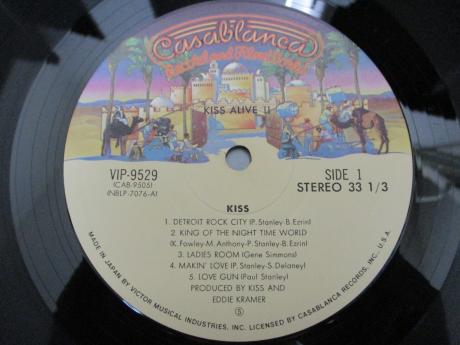 Casablanca
Record and FilmWorks
KISS ALIVE II
VIP-9529
(CAB-9505)
(NBLP-7076-A)
SIDE 1
STEREO 33 1/3
KISS
1. DETROIT ROCK CITY (P. Stanley-B. Ezrin)
2. KING OF THE NIGHT TIME WORLD
(K. Fowley-M. Anthony-P. Stanley-B. Ezrin)
3. LADIES ROOM (Gene Simmons)
4. MAKIN' LOVE (P. Stanley-S. Delaney)
5. LOVE GUN (Paul Stanley)
PRODUCED BY KISS AND
EDDIE KRAMER
MADE IN JAPAN BY VICTOR MUSICAL INDUSTRIES, INC. LICENSED BY CASABLANCA RECORDS, INC., U.S.A.